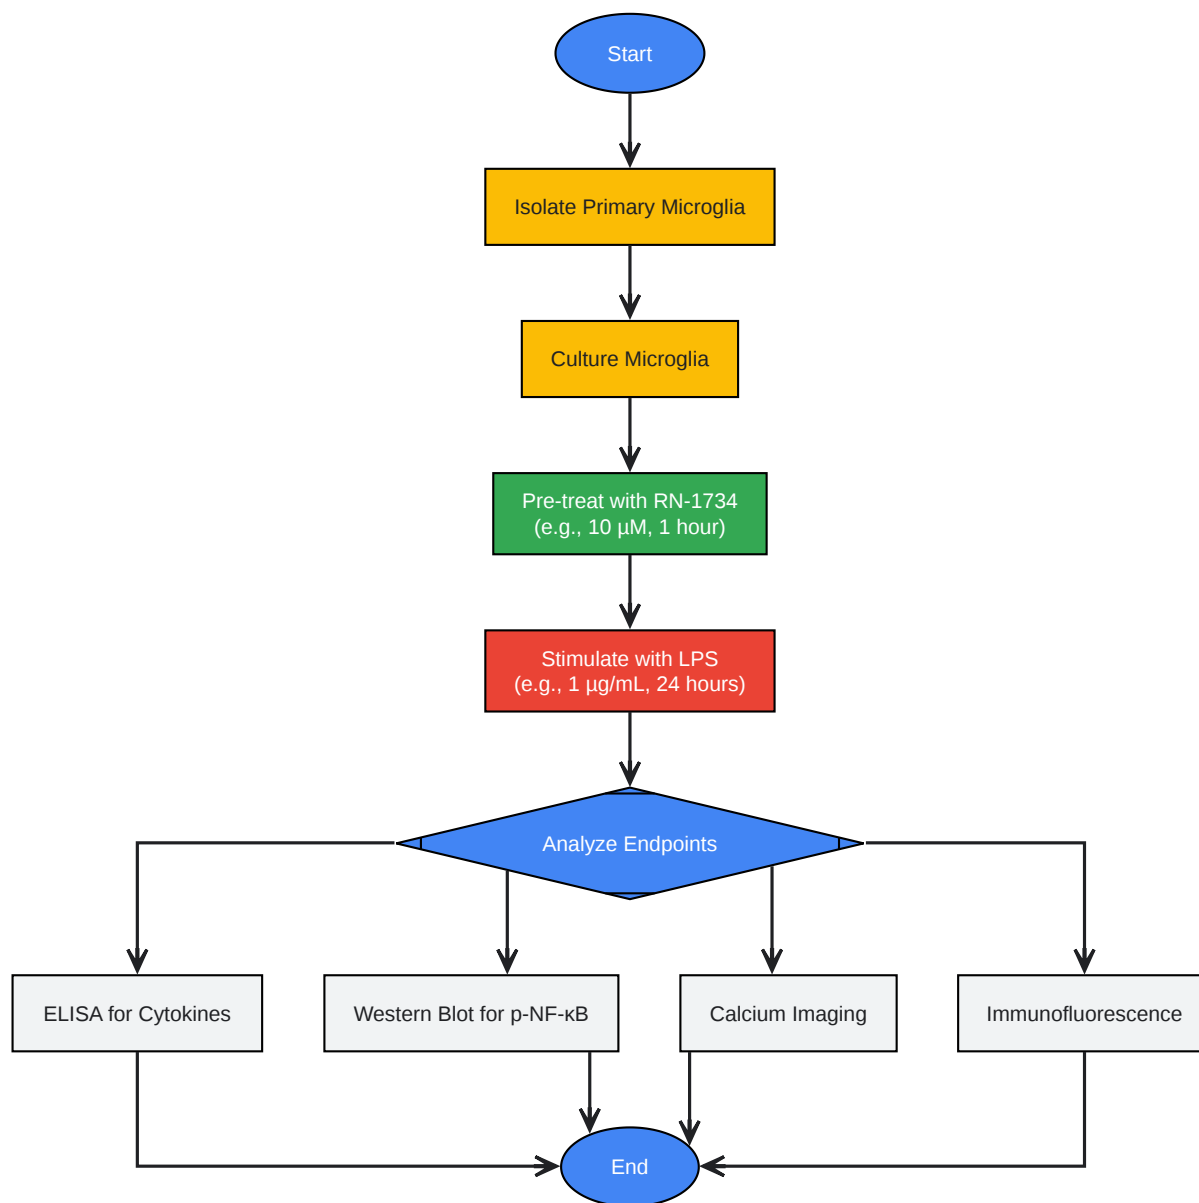 Start
Isolate Primary Microglia
Culture Microglia
Pre-treat with RN-1734
(e.g., 10 µM, 1 hour)
Stimulate with LPS
(e.g., 1 µg/mL, 24 hours)
Analyze Endpoints
ELISA for Cytokines
Western Blot for p-NF-κB
Calcium Imaging
Immunofluorescence
End